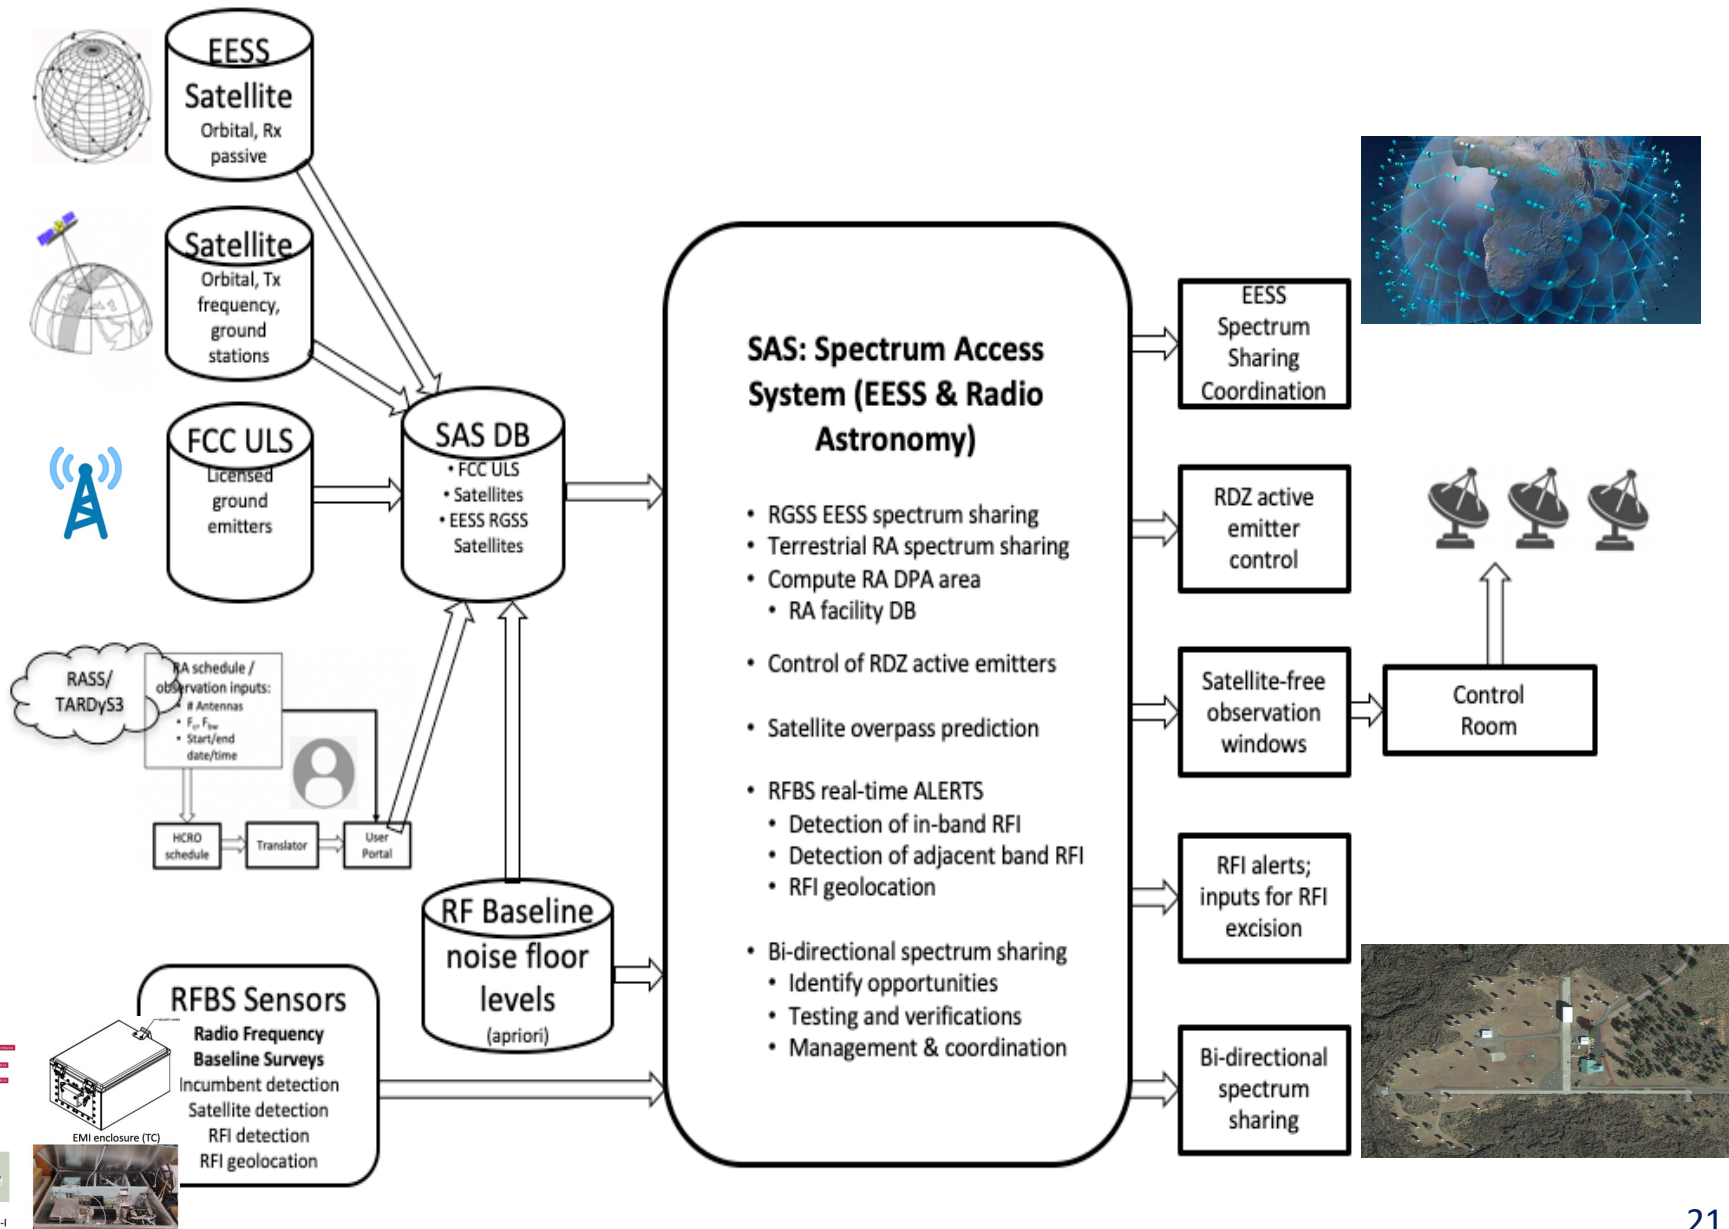 EESS
Satellite
Orbital, Rx
passive
Satellite
Orbital, Tx
frequency,
ground
stations
FCC ULS
Licensed
ground
emitters
SAS DB
• FCC ULS
• Satellites
• EESS RGSS
Satellites
RASS/
TARDyS3
RA schedule /
observation inputs:
• # Antennas
• Fc, Fbw
• Start/end
date/time
HCRO
schedule
Translator
User
Portal
RF Baseline
noise floor
levels
(apriori)
RFBS Sensors
Radio Frequency
Baseline Surveys
Incumbent detection
Satellite detection
RFI detection
RFI geolocation
EMI enclosure (TC)
-I
SAS: Spectrum Access
System (EESS & Radio
Astronomy)
• RGSS EESS spectrum sharing
• Terrestrial RA spectrum sharing
• Compute RA DPA area
• RA facility DB
• Control of RDZ active emitters
• Satellite overpass prediction
• RFBS real-time ALERTS
• Detection of in-band RFI
• Detection of adjacent band RFI
• RFI geolocation
• Bi-directional spectrum sharing
• Identify opportunities
• Testing and verifications
• Management & coordination
EESS
Spectrum
Sharing
Coordination
RDZ active
emitter
control
Satellite-free
observation
windows
Control
Room
RFI alerts;
inputs for RFI
excision
Bi-directional
spectrum
sharing
21